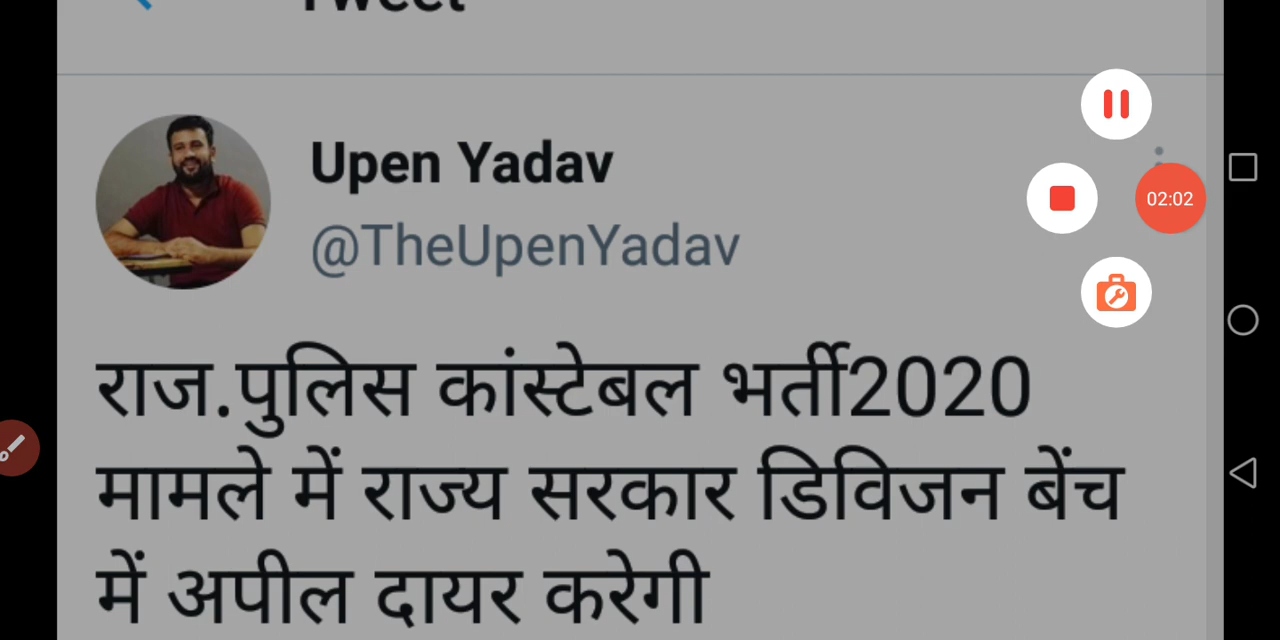 Tweet
Upen Yadav
@TheUpenYadav
02:02
राज.पुलिस कांस्टेबल भर्ती2020
मामले में राज्य सरकार डिविजन बेंच
में अपील दायर करेगी